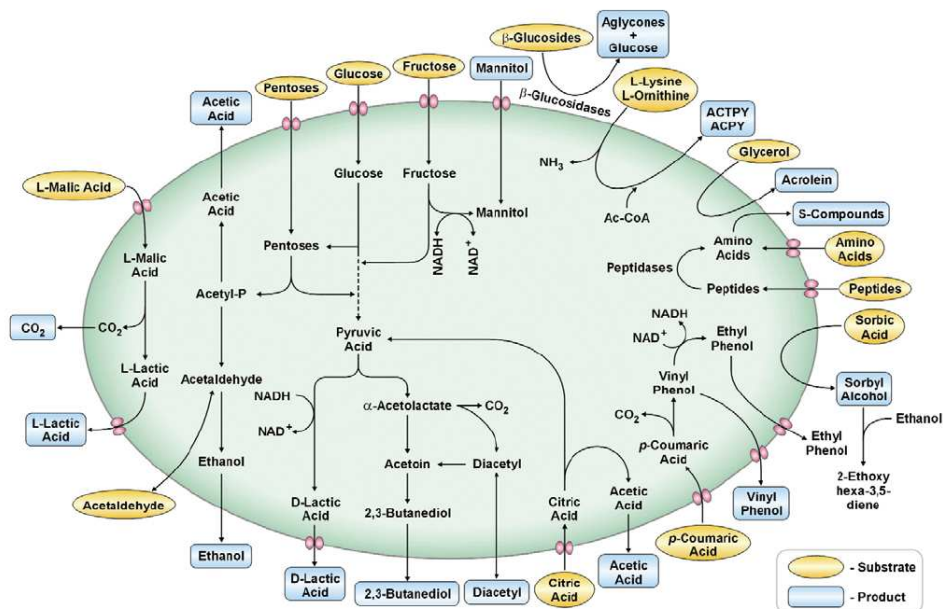 β-Glucosides
Aglycones
+
Glucose
Pentoses
Glucose
Fructose
Mannitol
β-Glucosidases
L-Lysine
L-Ornithine
Acetic
Acid
ACTPY
ACPY
Glycerol
Acrolein
S-Compounds
L-Malic Acid
Acetic
Acid
Glucose
Fructose
Mannitol
NH3
Ac-CoA
NADH
NAD+
Amino
Acids
Amino
Acids
Peptidases
Peptides
Peptides
L-Malic
Acid
Pentoses
Acetyl-P
CO2
CO2
Pyruvic
Acid
NADH
NAD+
Ethyl
Phenol
Sorbic
Acid
L-Lactic
Acid
Acetaldehyde
NADH
NAD+
α-Acetolactate
CO2
Vinyl
Phenol
CO2
Sorbyl
Alcohol
Ethanol
L-Lactic
Acid
Ethanol
Acetoin
Diacetyl
p-Coumaric
Acid
Ethyl
Phenol
2-Ethoxy
hexa-3,5-
diene
Acetaldehyde
D-Lactic
Acid
2,3-Butanediol
Citric
Acid
Acetic
Acid
Vinyl
Phenol
p-Coumaric
Acid
Ethanol
D-Lactic
Acid
2,3-Butanediol
Diacetyl
Citric
Acid
Acetic
Acid
- Substrate
- Product